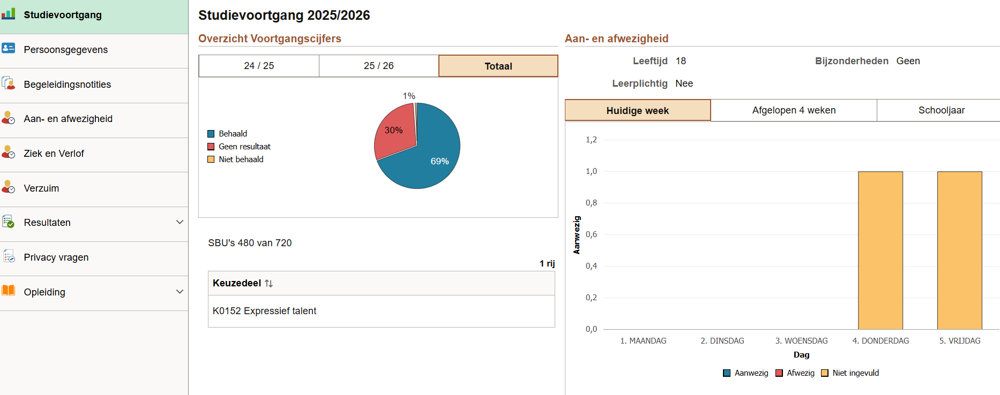 Studievoortgang
Persoonsgegevens
Begeleidingsnotities
Aan- en afwezigheid
Ziek en Verlof
Verzuim
Resultaten
Privacy vragen
Opleiding
Studievoortgang 2025/2026
Overzicht Voortgangscijfers
24 / 25
25 / 26
Totaal
Behaald
Geen resultaat
Niet behaald
1%
30%
69%
SBU's 480 van 720
1 rij
Keuzedeel
K0152 Expressief talent
Aan- en afwezigheid
Leeftijd 18
Bijzonderheden Geen
Leerplichtig Nee
Huidige week
Afgelopen 4 weken
Schooljaar
Aanwezig
1,2
1,0
0,8
0,6
0,4
0,2
0,0
1. MAANDAG
2. DINSDAG
3. WOENSDAG
4. DONDERDAG
5. VRIJDAG
Dag
Aanwezig
Afwezig
Niet ingevuld